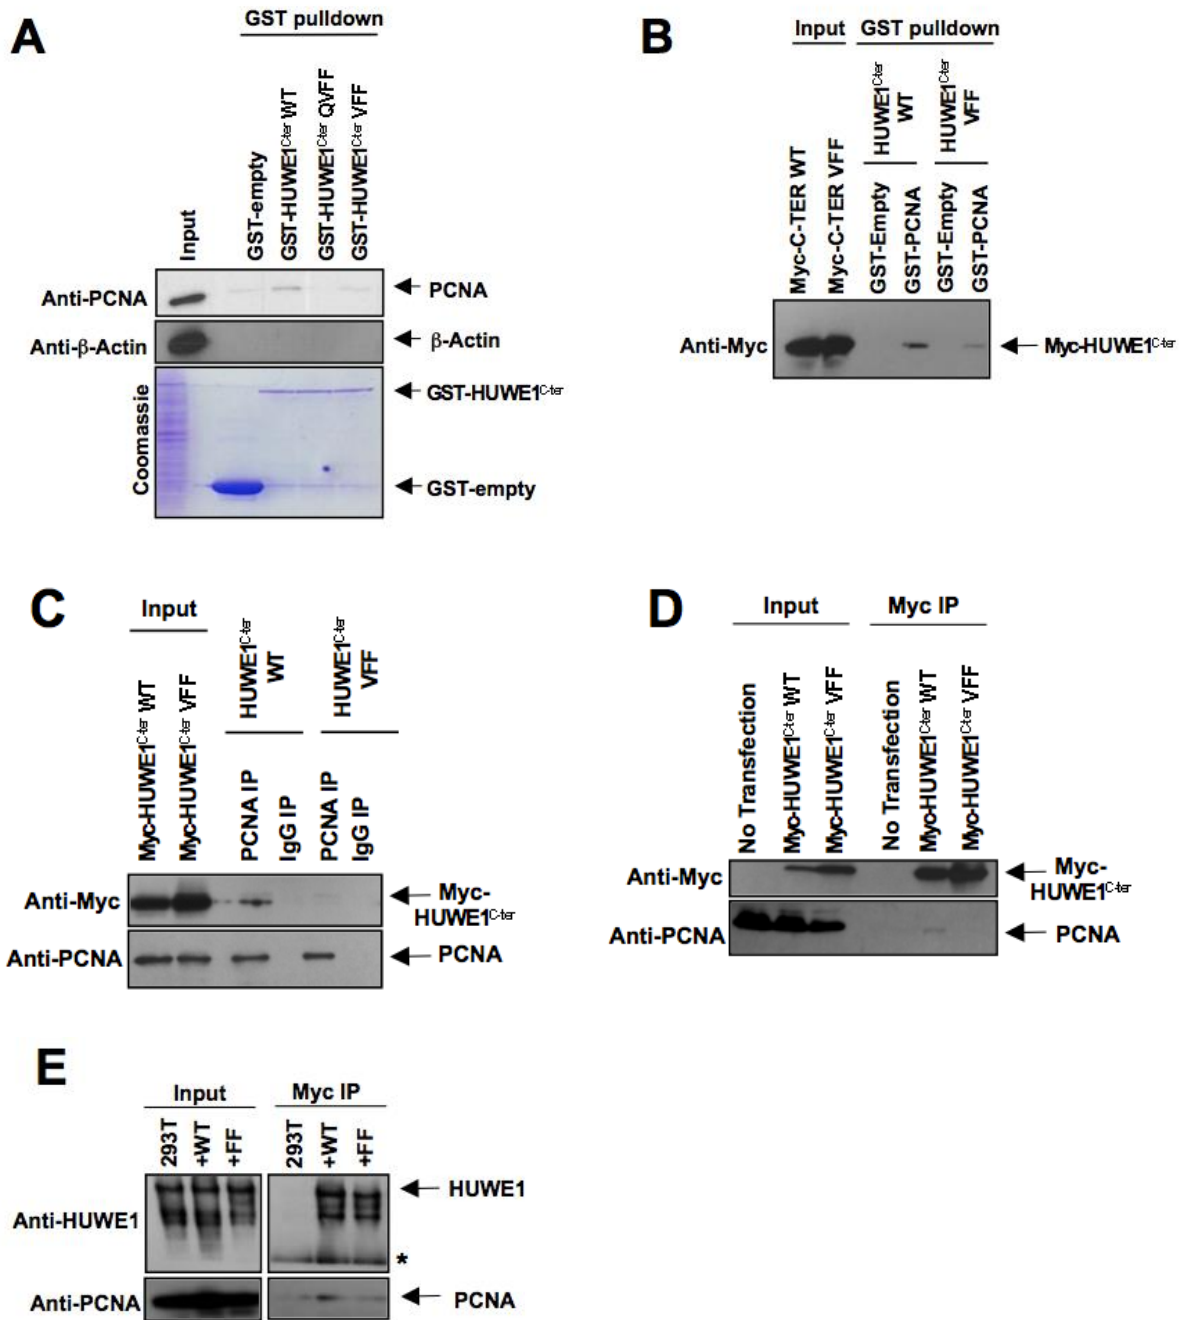 A
GST pulldown
Input
GST-empty
GST-HUWE1C-ter WT
GST-HUWE1C-ter QVFF
GST-HUWE1C-ter VFF
Anti-PCNA
PCNA
Anti-β-Actin
β-Actin
Coomassie
GST-HUWE1C-ter
GST-empty
B
Input
GST pulldown
HUWE1C-ter
WT
HUWE1C-ter
VFF
Myc-C-TER WT
Myc-C-TER VFF
GST-Empty
GST-PCNA
GST-Empty
GST-PCNA
Anti-Myc
Myc-HUWE1C-ter
C
Input
HUWE1C-ter
WT
HUWE1C-ter
VFF
Myc-HUWE1C-ter WT
Myc-HUWE1C-ter VFF
PCNA IP
IgG IP
PCNA IP
IgG IP
Anti-Myc
Myc-
HUWE1C-ter
Anti-PCNA
PCNA
D
Input
Myc IP
No Transfection
Myc-HUWE1C-ter WT
Myc-HUWE1C-ter VFF
No Transfection
Myc-HUWE1C-ter WT
Myc-HUWE1C-ter VFF
Anti-Myc
Myc-
HUWE1C-ter
Anti-PCNA
PCNA
E
Input
Myc IP
293T
+WT
+FF
293T
+WT
+FF
Anti-HUWE1
HUWE1
*
Anti-PCNA
PCNA